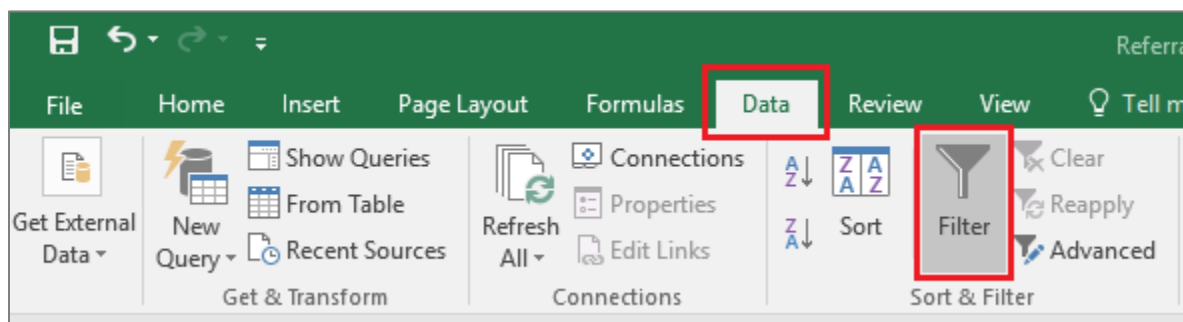 Referra
File Home Insert Page Layout Formulas Data Review View Tell m
Show Queries Connections Clear
From Table Properties Reapply
Get External Data New Query Recent Sources Refresh All Edit Links Sort Filter Advanced
Get & Transform Connections Sort & Filter